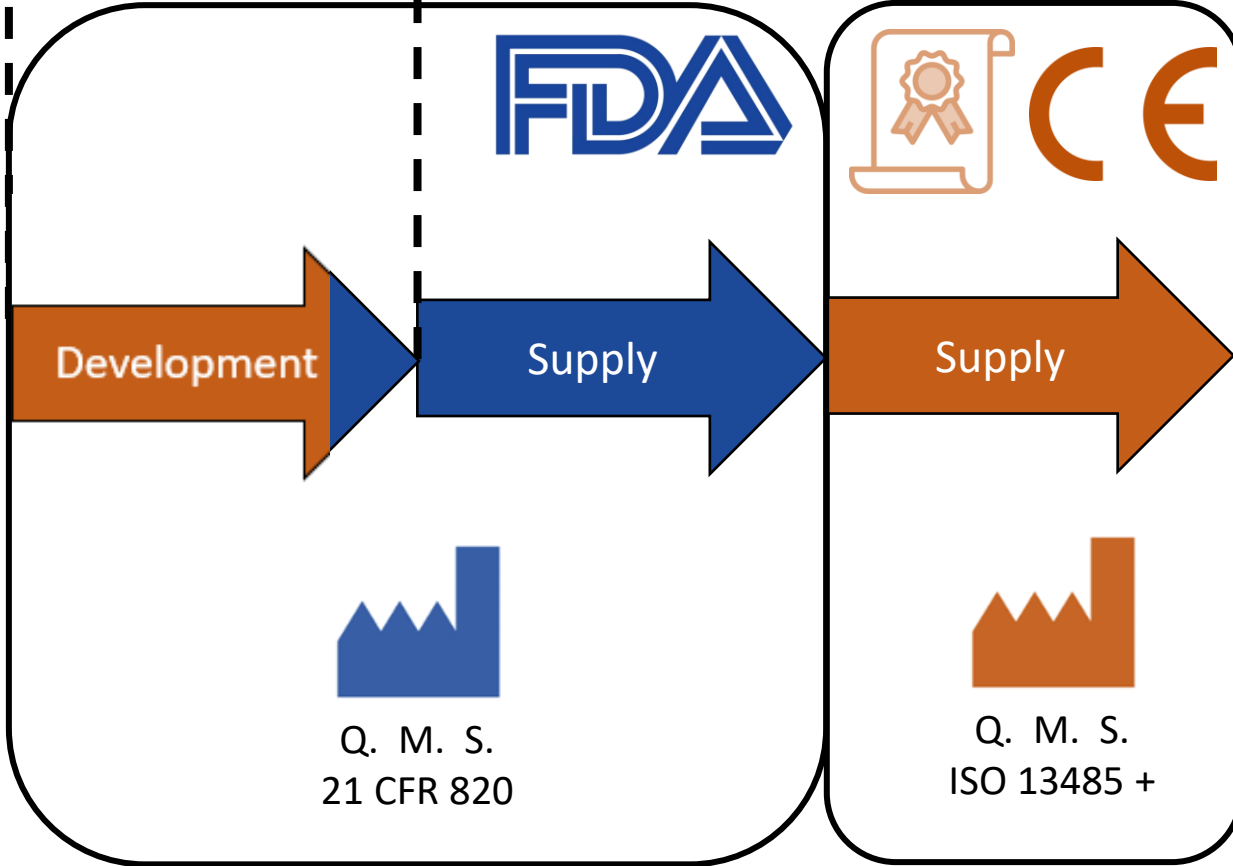 FDA
CE
Development
Supply
Supply
Q. M. S.
21 CFR 820
Q. M. S.
ISO 13485 +